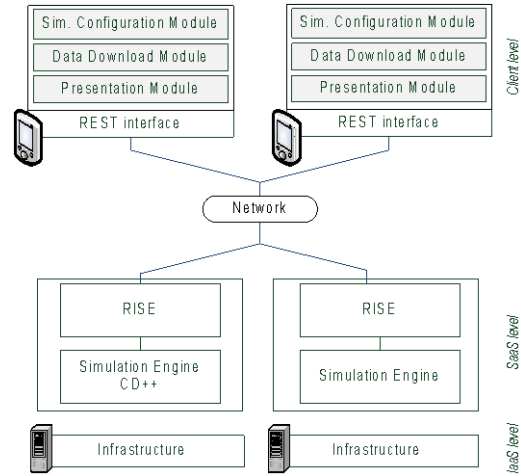 Sim. Configuration Module
Data Download Module
Presentation Module
REST interface
Sim. Configuration Module
Data Download Module
Presentation Module
REST interface
Client level
Network
RISE
Simulation Engine
CD++
RISE
Simulation Engine
SaaS level
Infrastructure
Infrastructure
IaaS level